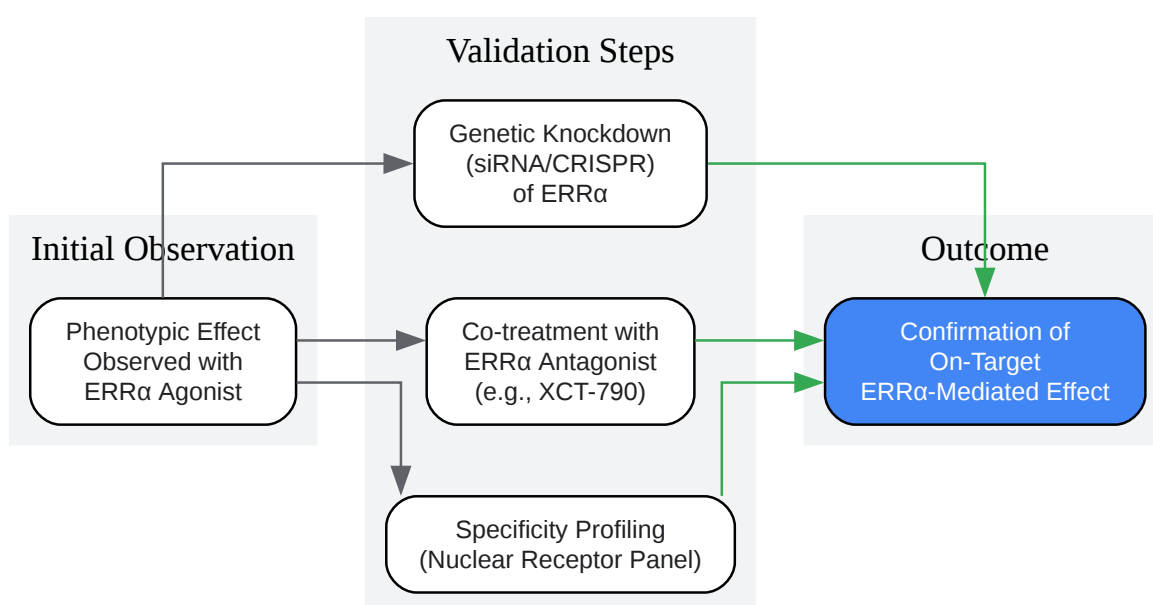 Validation Steps
Genetic Knockdown
(siRNA/CRISPR)
of ERRα
Initial Observation
Phenotypic Effect
Observed with
ERRα Agonist
Co-treatment with
ERRα Antagonist
(e.g., XCT-790)
Specificity Profiling
(Nuclear Receptor Panel)
Outcome
Confirmation of
On-Target
ERRα-Mediated Effect